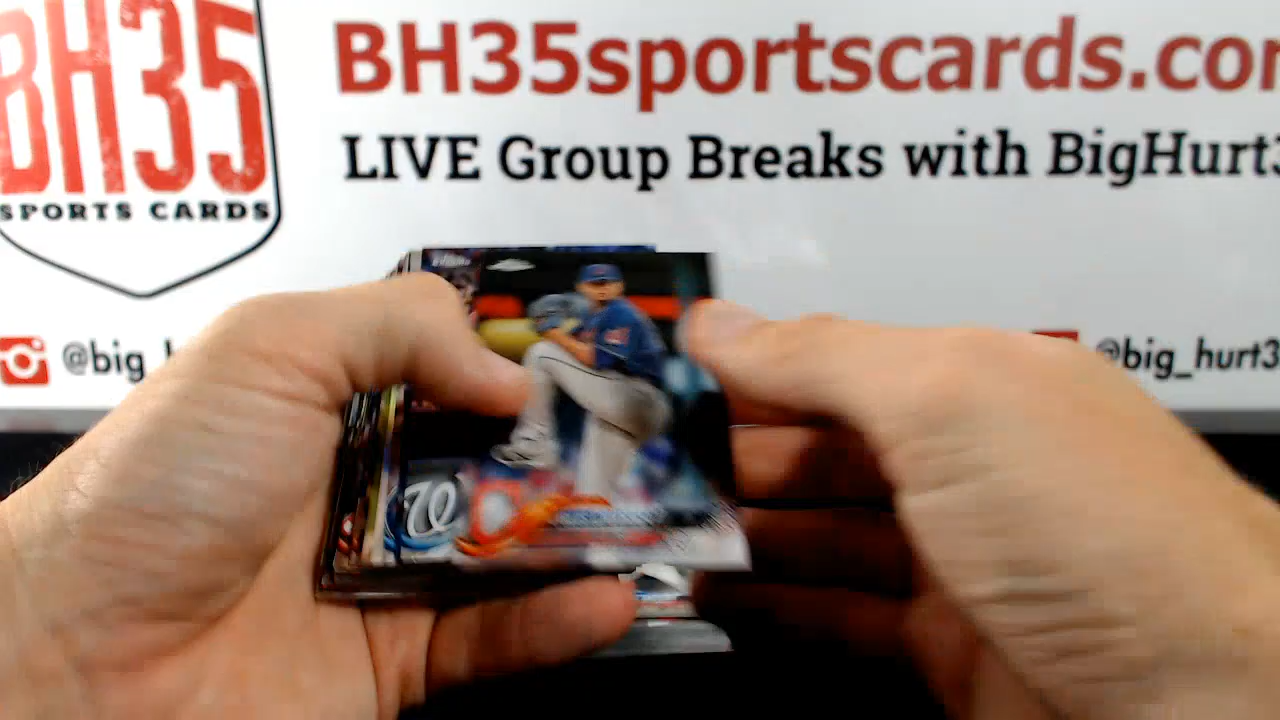 BH35
SPORTS CARDS
BH35sportscards.com
LIVE Group Breaks with BigHurt3
@big_h
@big_hurt3
W